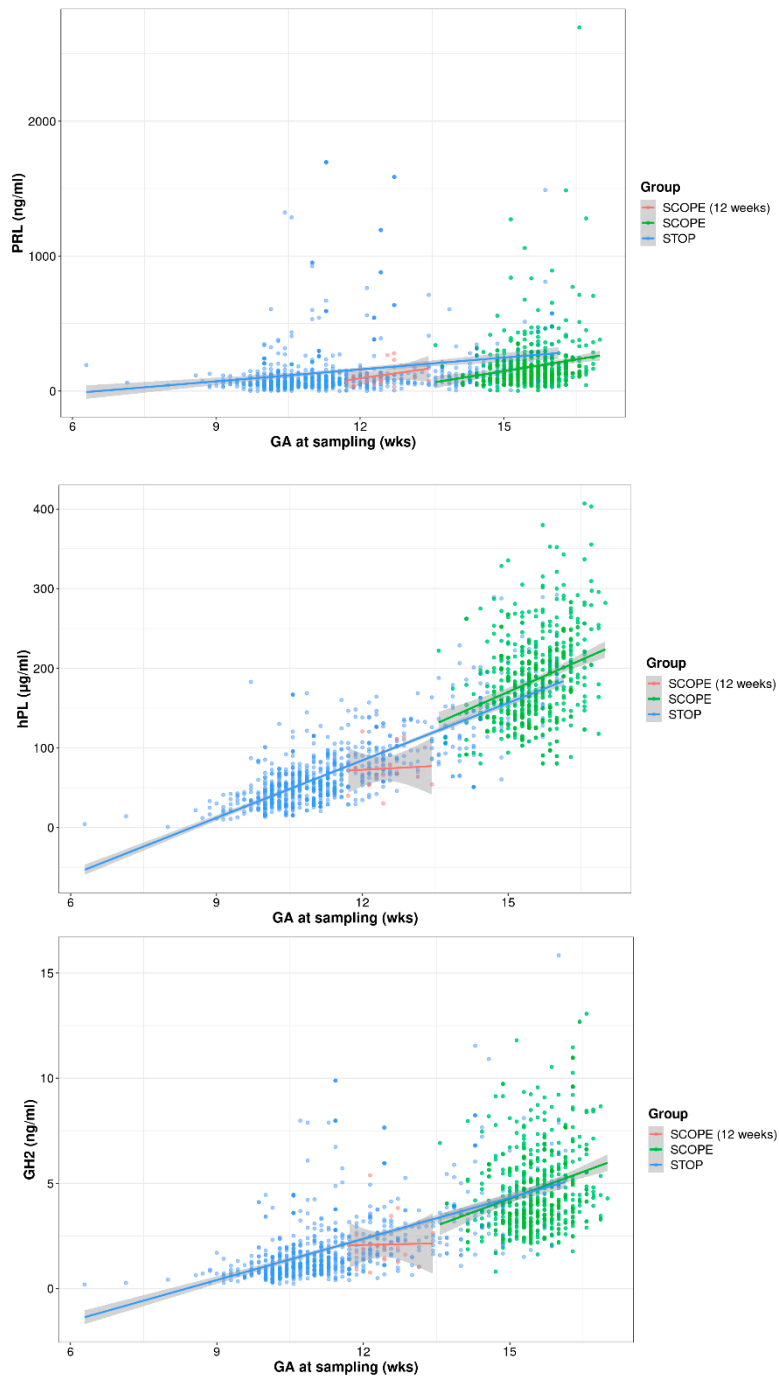 2000
1000
0
PRL (ng/ml)
6 9 12 15
GA at sampling (wks)
Group
SCOPE (12 weeks)
SCOPE
STOP
400
300
200
100
0
hPL (µg/ml)
6 9 12 15
GA at sampling (wks)
Group
SCOPE (12 weeks)
SCOPE
STOP
15
10
5
0
GH2 (ng/ml)
6 9 12 15
GA at sampling (wks)
Group
SCOPE (12 weeks)
SCOPE
STOP